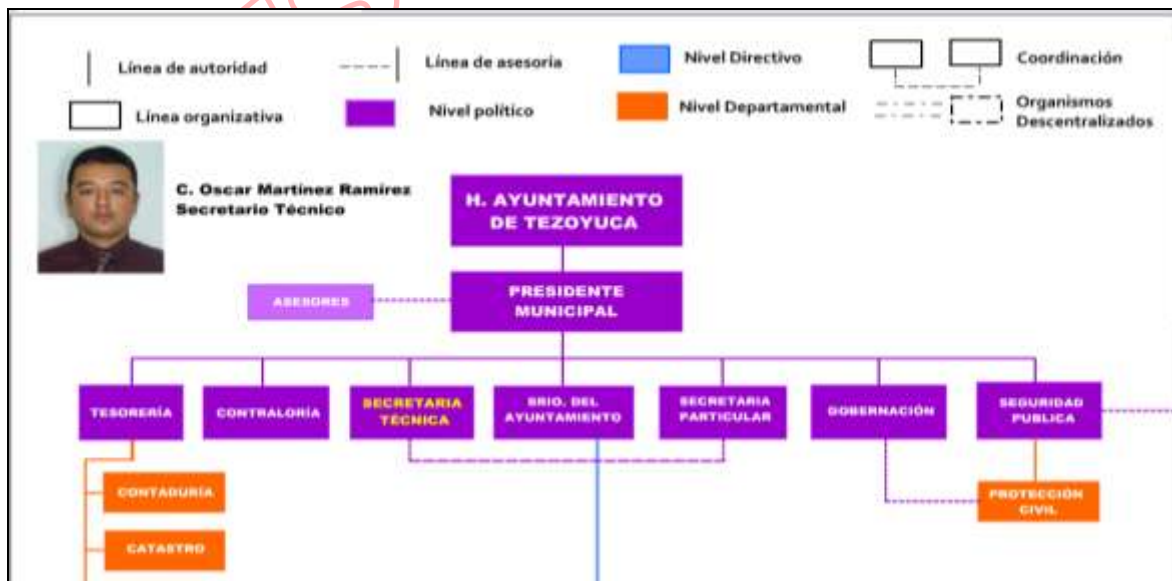 Línea de autoridad
Línea de asesoria
Nivel Directivo
Coordinación
Línea organizativa
Nivel político
Nivel Departamental
Organismos
Descentralizados
C. Oscar Martínez Ramírez
Secretario Técnico
H. AYUNTAMIENTO
DE TEZOYUCA
PRESIDENTE
MUNICIPAL
ASESORES
TESORERÍA
CONTRALORÍA
SECRETARIA
TÉCNICA
SRIO. DEL
AYUNTAMIENTO
SECRETARIA
PARTICULAR
GOBERNACIÓN
SEGURIDAD
PUBLICA
CONTADURÍA
PROTECCIÓN
CIVIL
CATASTRO